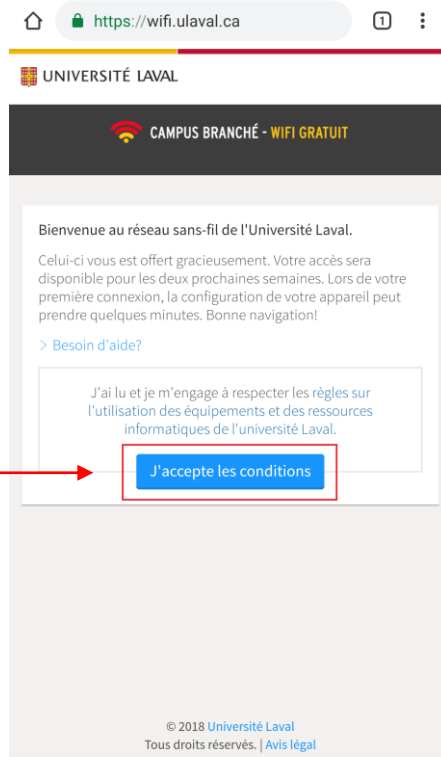 https://wifi.ulaval.ca
1
UNIVERSITÉ LAVAL
CAMPUS BRANCHÉ - WIFI GRATUIT
Bienvenue au réseau sans-fil de l'Université Laval.
Celui-ci vous est offert gracieusement. Votre accès sera
disponible pour les deux prochaines semaines. Lors de votre
première connexion, la configuration de votre appareil peut
prendre quelques minutes. Bonne navigation!
> Besoin d'aide?
J'ai lu et je m'engage à respecter les règles sur
l'utilisation des équipements et des ressources
informatiques de l'université Laval.
J'accepte les conditions
© 2018 Université Laval
Tous droits réservés. | Avis légal